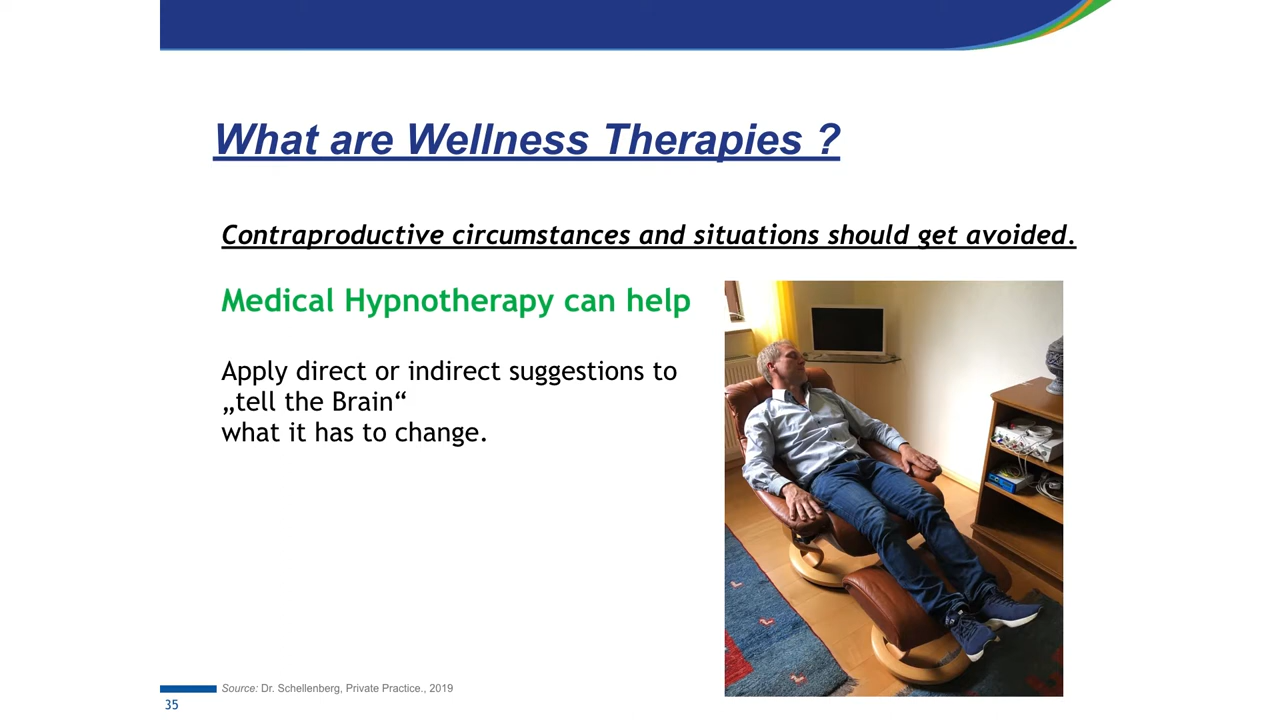 What are Wellness Therapies ?
Contraproductive circumstances and situations should get avoided.
Medical Hypnotherapy can help
Apply direct or indirect suggestions to
„tell the Brain“
what it has to change.
Source: Dr. Schellenberg, Private Practice., 2019
35